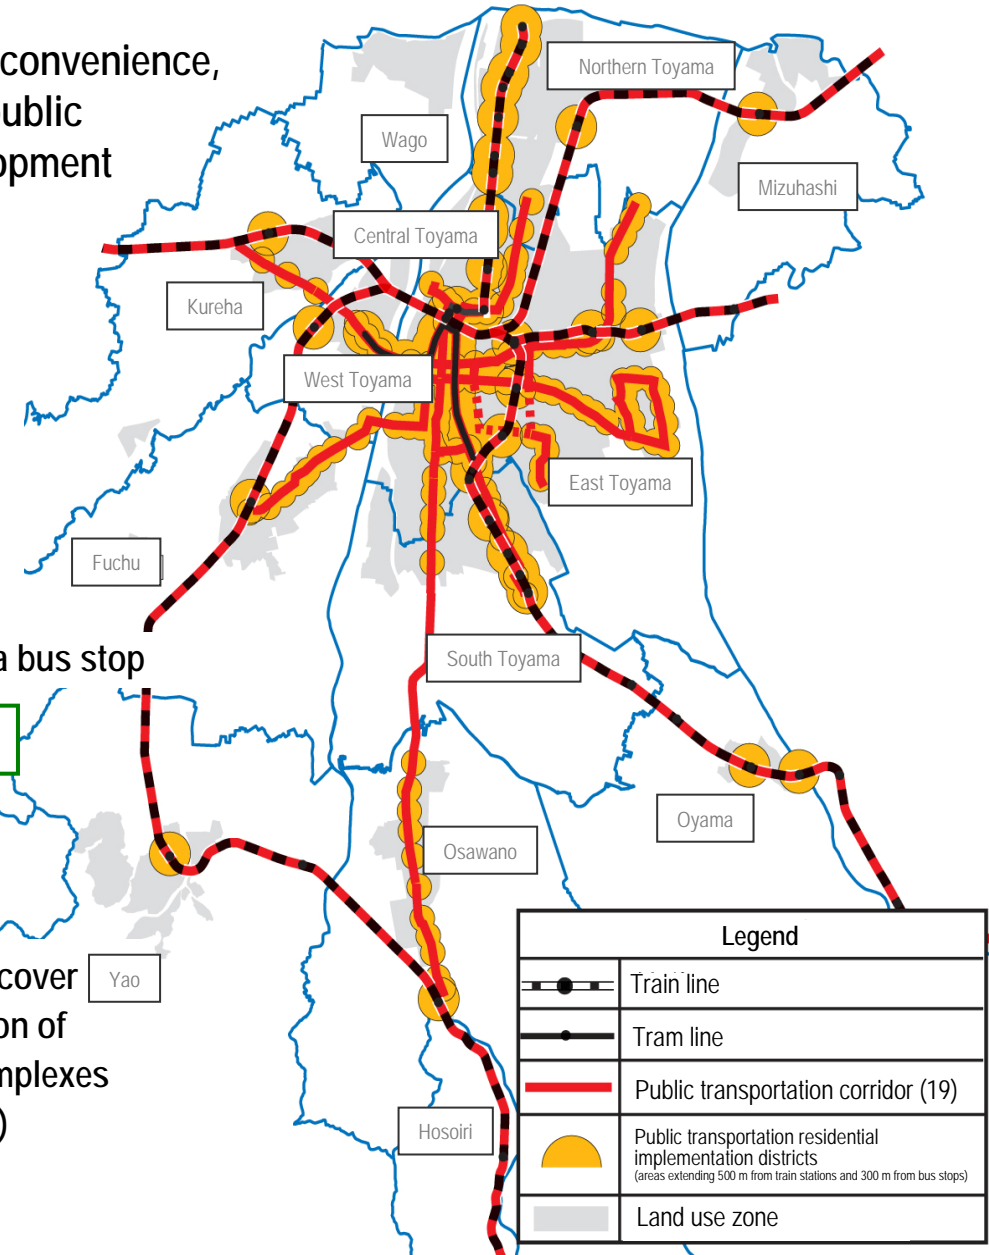 convenience,
public
opment
Northern Toyama
Wago
Mizuhashi
Central Toyama
Kureha
West Toyama
East Toyama
Fuchu
a bus stop
South Toyama
Oyama
Osawano
cover
Yao
on of
mplexes
)
Hosoiri
Legend
Train line
Tram line
Public transportation corridor (19)
Public transportation residential
implementation districts
(areas extending 500 m from train stations and 300 m from bus stops)
Land use zone